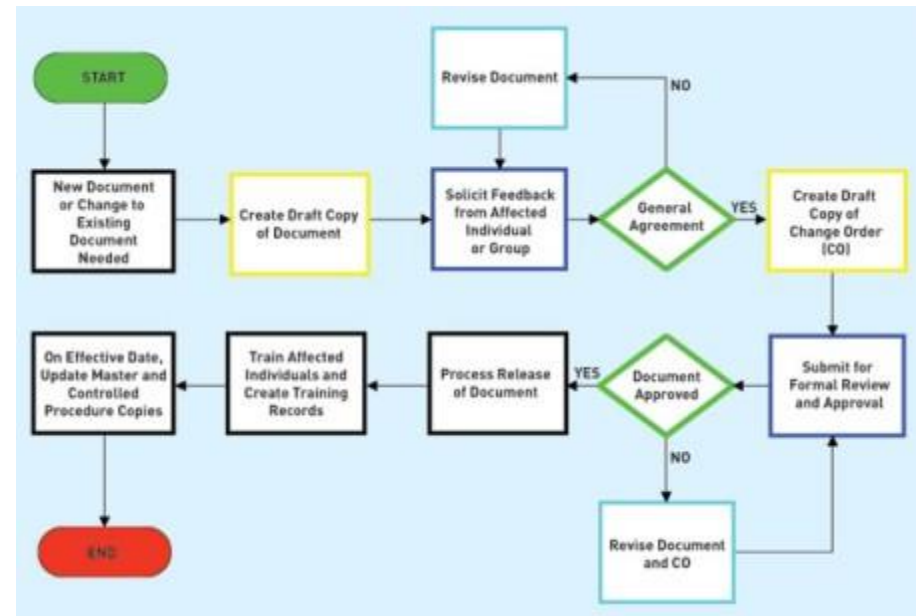 START
New Document
or Change to
Existing
Document
Needed
Create Draft Copy
of Document
Revise Document
Solicit Feedback
from Affected
Individual
or Group
NO
General
Agreement
YES
Create Draft
Copy of
Change Order
(CO)
Submit for
Formal Review
and Approval
Document
Approved
NO
Revise Document
and CO
YES
Process Release
of Document
Train Affected
Individuals and
Create Training
Records
On Effective Date,
Update Master and
Controlled
Procedure Copies
END